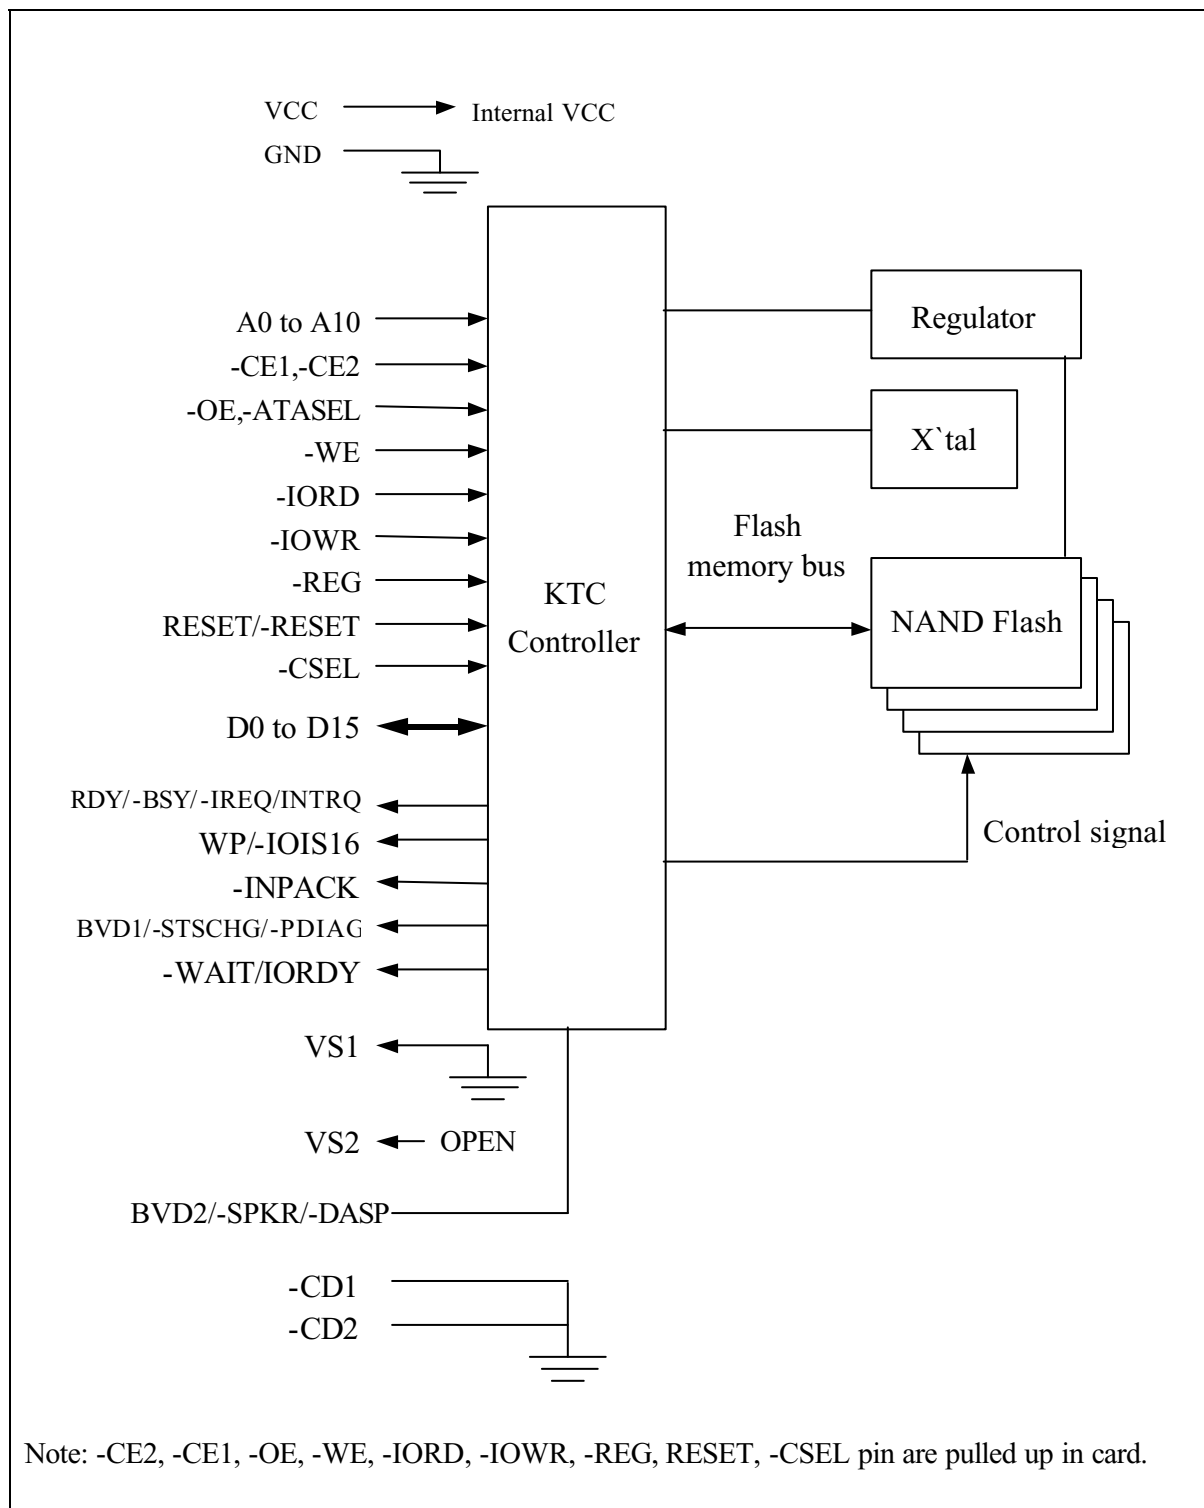 VCC
Internal VCC
GND
A0 to A10
-CE1,-CE2
-OE,-ATASEL
-WE
-IORD
-IOWR
-REG
RESET/-RESET
-CSEL
D0 to D15
RDY/-BSY/-IREQ/INTRQ
WP/-IOIS16
-INPACK
BVD1/-STSCHG/-PDIAG
-WAIT/IORDY
VS1
VS2
OPEN
BVD2/-SPKR/-DASP
-CD1
-CD2
KTC
Controller
Regulator
X`tal
Flash
memory bus
NAND Flash
Control signal
Note: -CE2, -CE1, -OE, -WE, -IORD, -IOWR, -REG, RESET, -CSEL pin are pulled up in card.